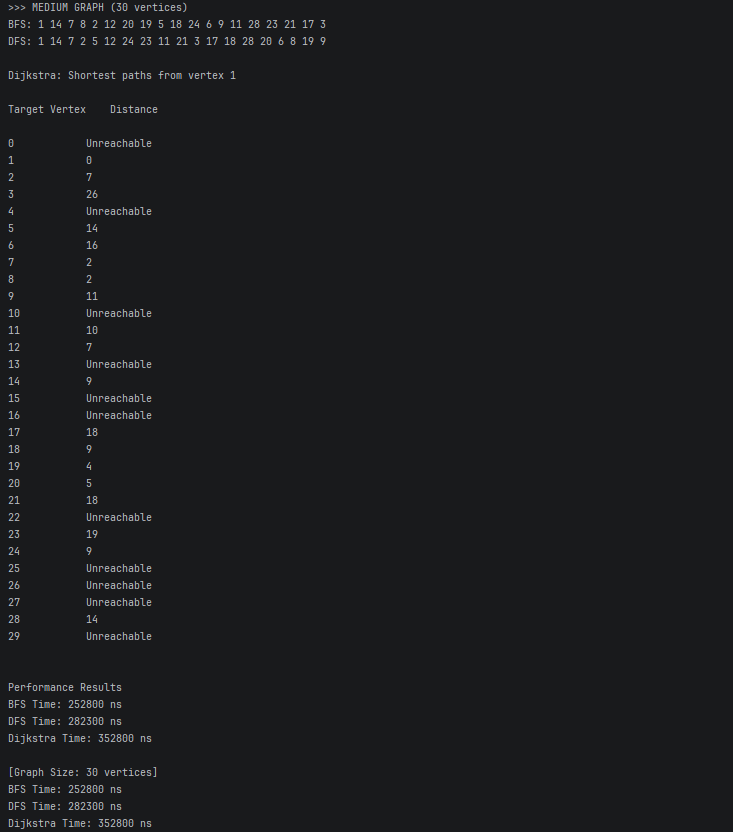 >>> MEDIUM GRAPH (30 vertices)
BFS: 1 14 7 8 2 12 20 19 5 18 24 6 9 11 28 23 21 17 3
DFS: 1 14 7 2 5 12 24 23 11 21 3 17 18 28 20 6 8 19 9
Dijkstra: Shortest paths from vertex 1
Target Vertex    Distance
0            Unreachable
1            0
2            7
3            26
4            Unreachable
5            14
6            16
7            2
8            2
9            11
10           Unreachable
11           10
12           7
13           Unreachable
14           9
15           Unreachable
16           Unreachable
17           18
18           9
19           4
20           5
21           18
22           Unreachable
23           19
24           9
25           Unreachable
26           Unreachable
27           Unreachable
28           14
29           Unreachable
Performance Results
BFS Time: 252800 ns
DFS Time: 282300 ns
Dijkstra Time: 352800 ns
[Graph Size: 30 vertices]
BFS Time: 252800 ns
DFS Time: 282300 ns
Dijkstra Time: 352800 ns